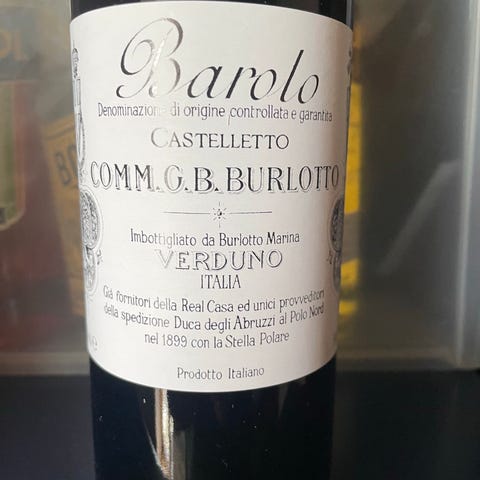 Barolo
Denominazione di origine controllata e garantita
CASTELLETTO
COMM. G. B. BURLOTTO
Imbottigliato da Burlotto Marina
VERDUNO
ITALIA
Già fornitori della Real Casa ed unici provveditori
della spedizione Duca degli Abruzzi al Polo Nord
nel 1899 con la Stella Polare
Prodotto Italiano